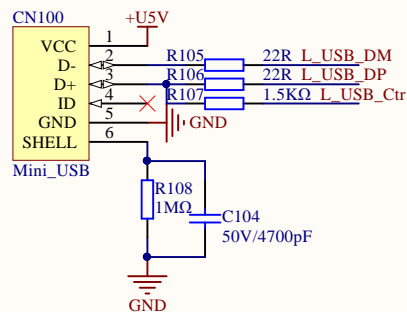 CN100
+U5V
VCC 1
D- 2 R105 22R L_USB_DM
D+ 3 R106 22R L_USB_DP
ID 4 R107 1.5KΩ L_USB_Ctr
GND 5 GND
SHELL 6
Mini_USB
R108
1MΩ
C104
50V/4700pF
GND